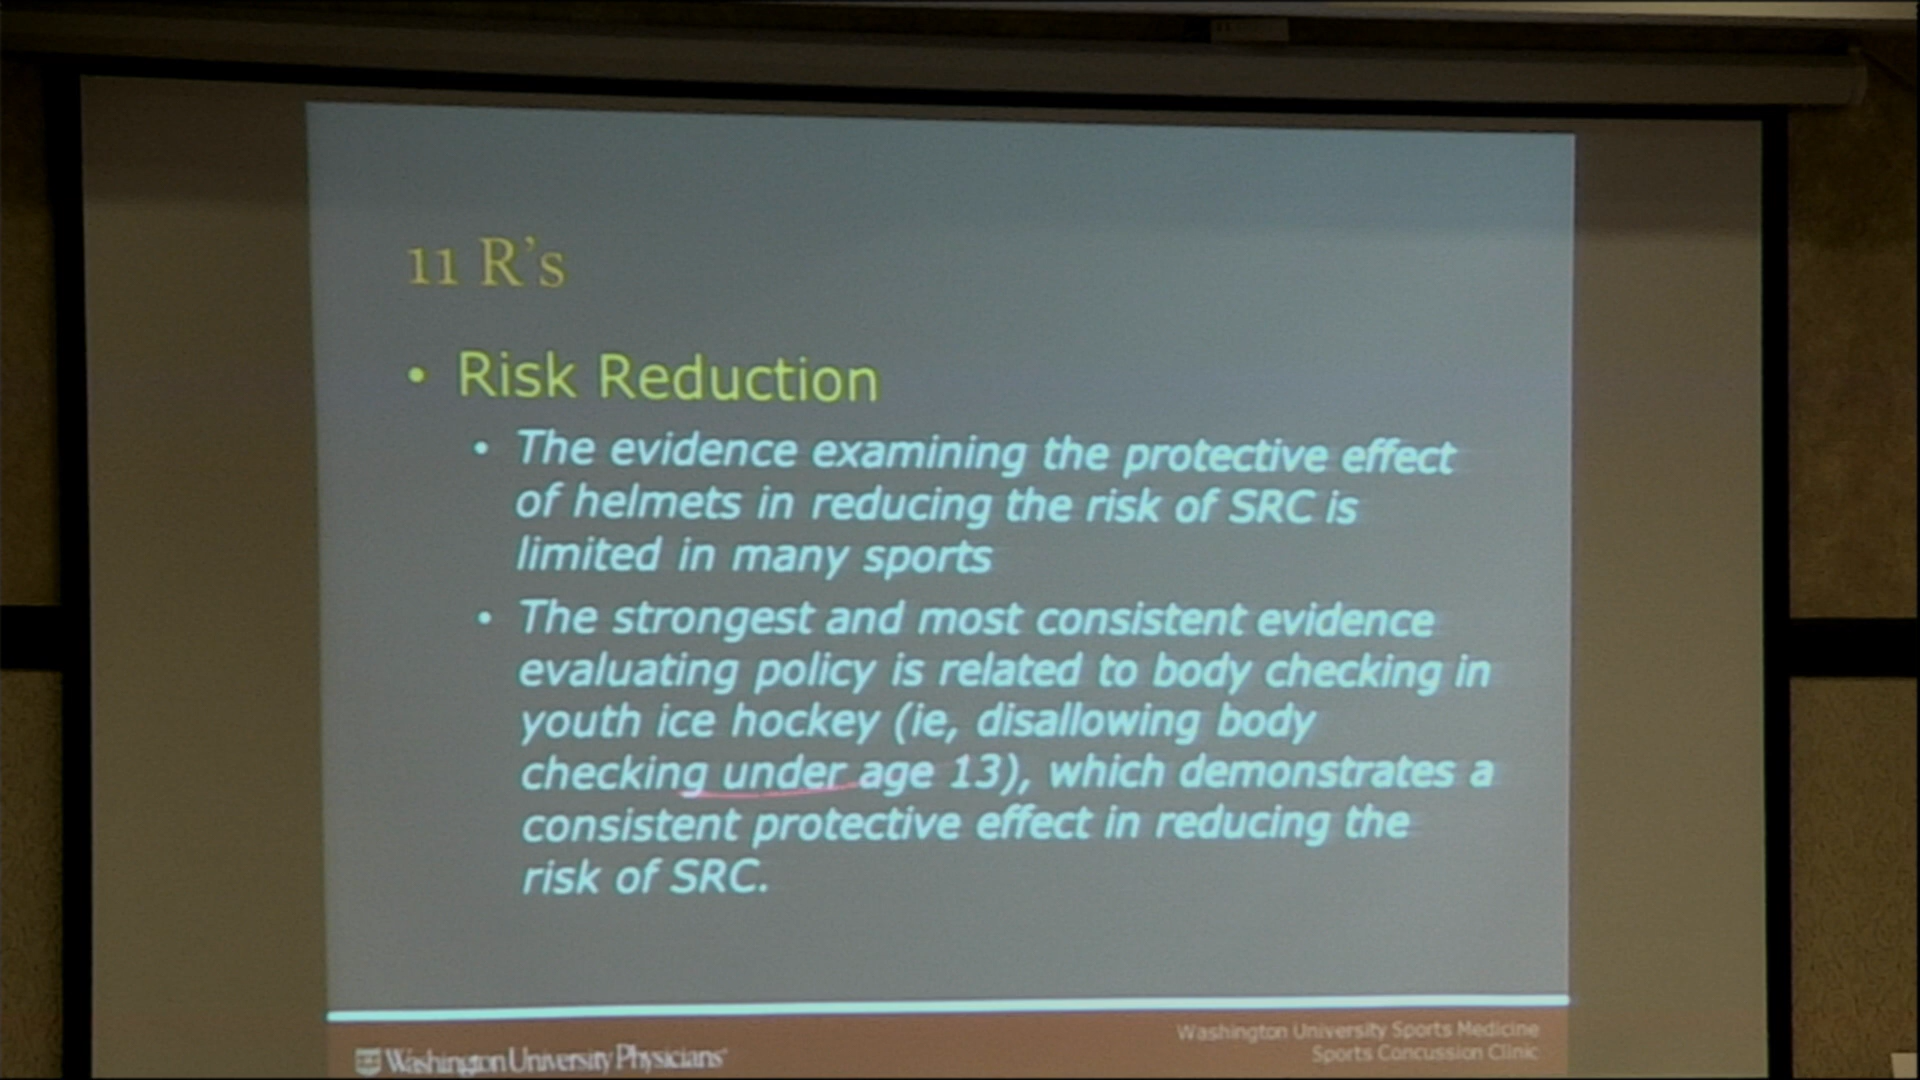 11 R's
• Risk Reduction
• The evidence examining the protective effect
of helmets in reducing the risk of SRC is
limited in many sports
• The strongest and most consistent evidence
evaluating policy is related to body checking in
youth ice hockey (ie, disallowing body
checking under age 13), which demonstrates a
consistent protective effect in reducing the
risk of SRC.
Washington University Physicians
Washington University Sports Medicine
Sports Concussion Clinic